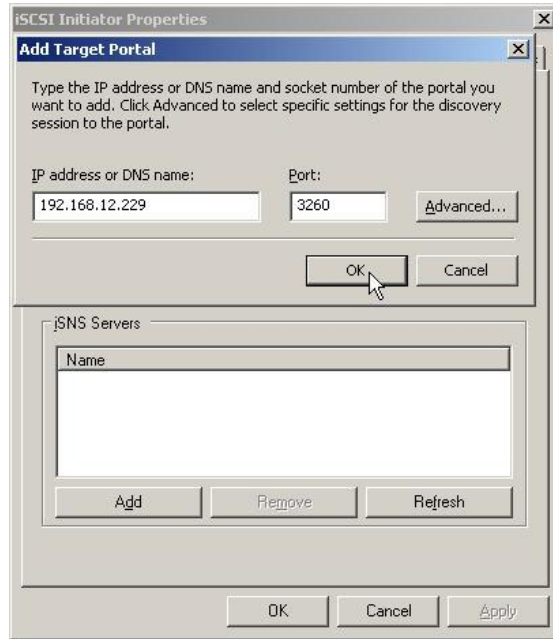 iSCSI Initiator Properties
Add Target Portal
Type the IP address or DNS name and socket number of the portal you
want to add. Click Advanced to select specific settings for the discovery
session to the portal.
IP address or DNS name: Port:
192.168.12.229 3260 Advanced...
OK Cancel
iSNS Servers
Name
Add Remove Refresh
OK Cancel Apply